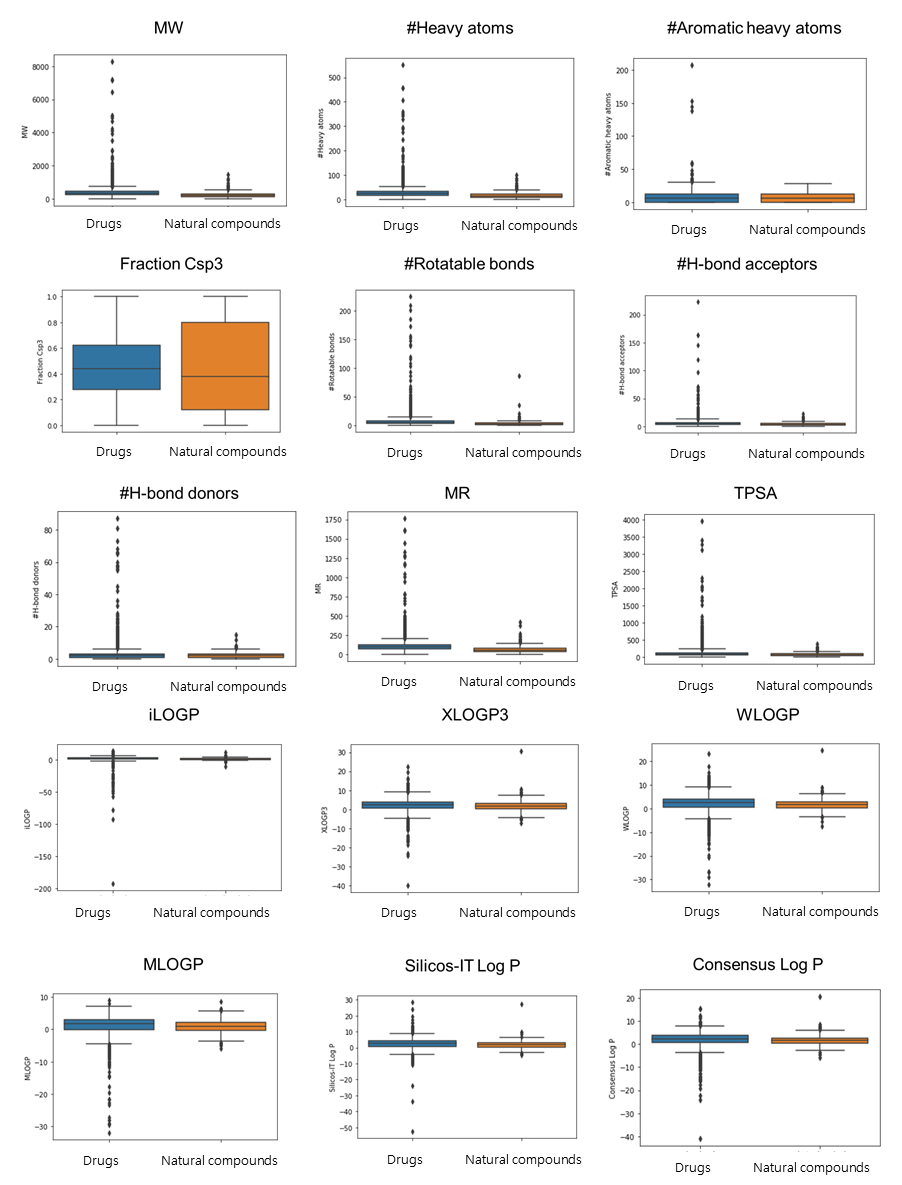 MW
#Heavy atoms
#Aromatic heavy atoms
8000
6000
4000
2000
0
MW
Drugs
Natural compounds
500
400
300
200
100
0
#Heavy atoms
Drugs
Natural compounds
200
150
100
50
0
#Aromatic heavy atoms
Drugs
Natural compounds
Fraction Csp3
#Rotatable bonds
#H-bond acceptors
1.0
0.8
0.6
0.4
0.2
0.0
Fraction Csp3
Drugs
Natural compounds
200
150
100
50
0
#Rotatable bonds
Drugs
Natural compounds
200
150
100
50
0
#H-bond acceptors
Drugs
Natural compounds
#H-bond donors
MR
TPSA
80
60
40
20
0
#H-bond donors
Drugs
Natural compounds
1750
1500
1250
1000
750
500
250
0
MR
Drugs
Natural compounds
4000
3500
3000
2500
2000
1500
1000
500
0
TPSA
Drugs
Natural compounds
iLOGP
XLOGP3
WLOGP
0
−50
−100
−150
−200
iLOGP
Drugs
Natural compounds
30
20
10
0
−10
−20
−30
−40
XLOGP3
Drugs
Natural compounds
20
10
0
−10
−20
−30
WLOGP
Drugs
Natural compounds
MLOGP
Silicos-IT Log P
Consensus Log P
10
0
−10
−20
−30
MLOGP
Drugs
Natural compounds
30
20
10
0
−10
−20
−30
−40
−50
Silicos-IT Log P
Drugs
Natural compounds
20
10
0
−10
−20
−30
−40
Consensus Log P
Drugs
Natural compounds